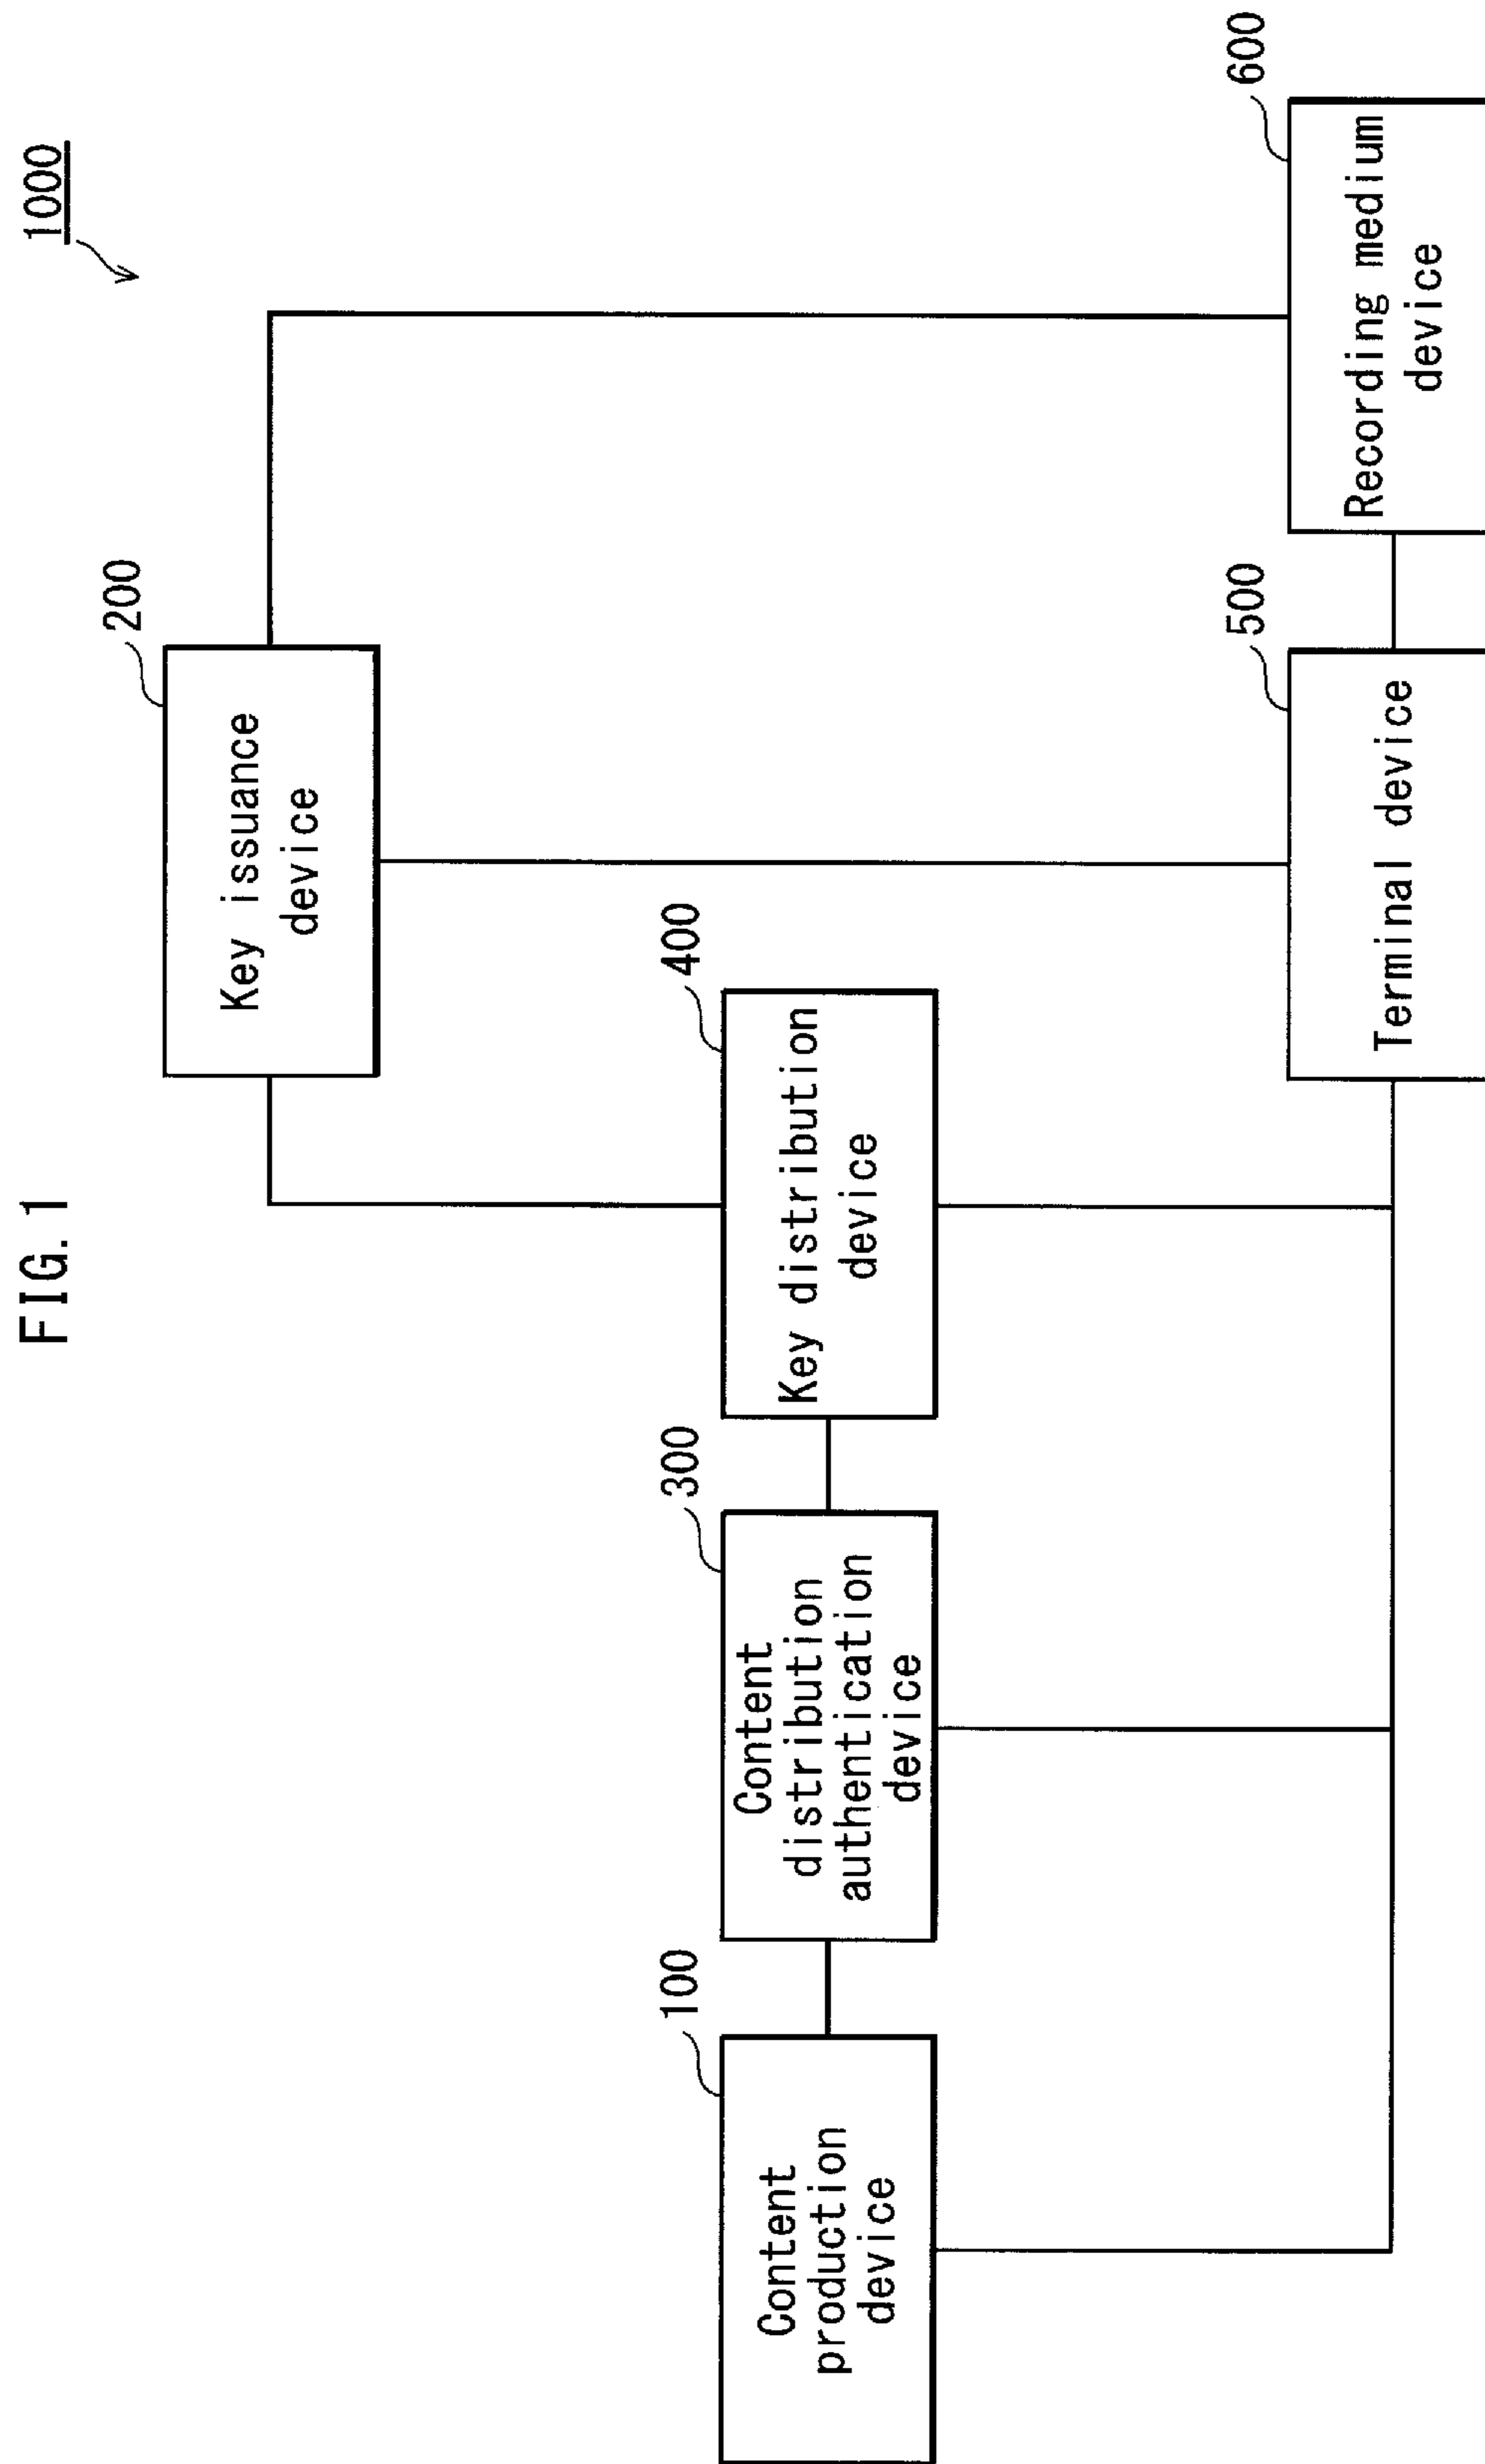 FIG. 1
1000
200
Key issuance
device
100
Content
production
device
300
Content
distribution
authentication
device
400
Key distribution
device
500
Terminal device
600
Recording medium
device